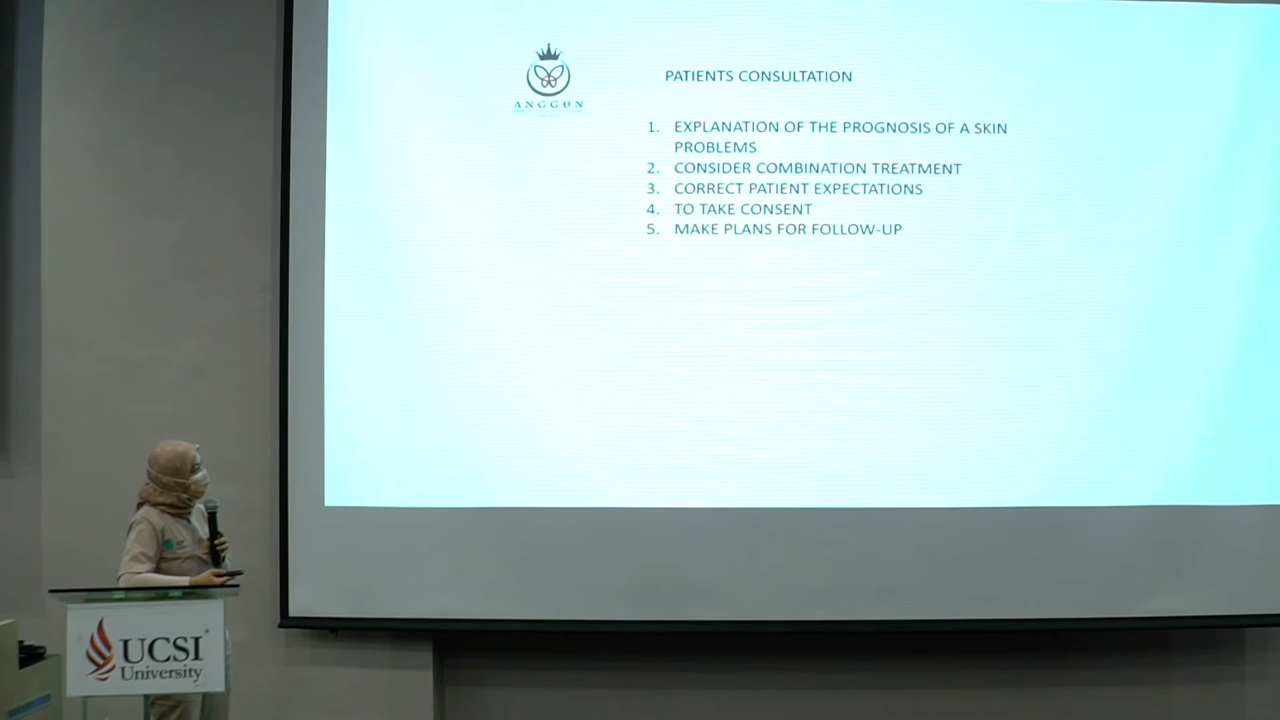 ANGGUN
PATIENTS CONSULTATION
1. EXPLANATION OF THE PROGNOSIS OF A SKIN
PROBLEMS
2. CONSIDER COMBINATION TREATMENT
3. CORRECT PATIENT EXPECTATIONS
4. TO TAKE CONSENT
5. MAKE PLANS FOR FOLLOW-UP
UCSI
University